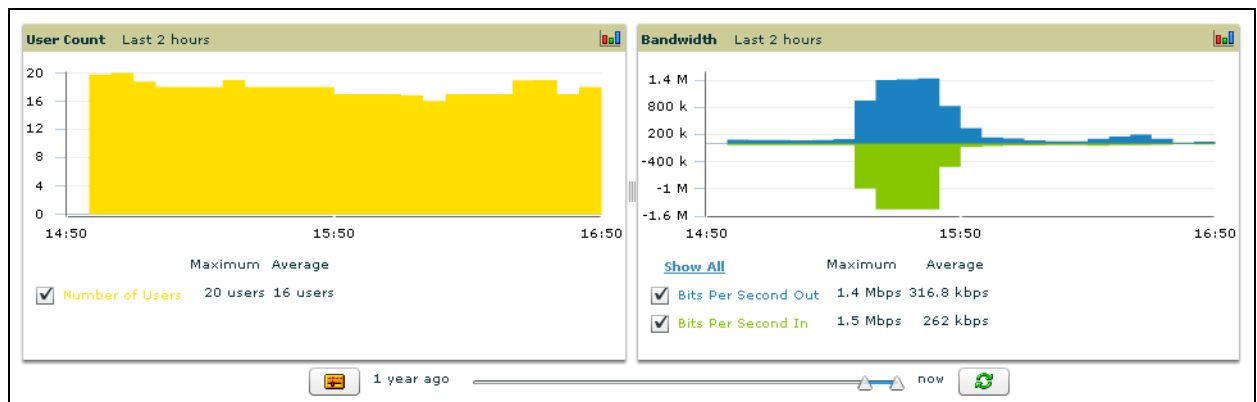 User Count Last 2 hours
20
16
12
8
4
0
14:50 15:50 16:50
Maximum Average
Number of Users 20 users 16 users
Bandwidth Last 2 hours
1.4 M
800 k
200 k
-400 k
-1 M
-1.6 M
14:50 15:50 16:50
Show All Maximum Average
Bits Per Second Out 1.4 Mbps 316.8 kbps
Bits Per Second In 1.5 Mbps 262 kbps
1 year ago now